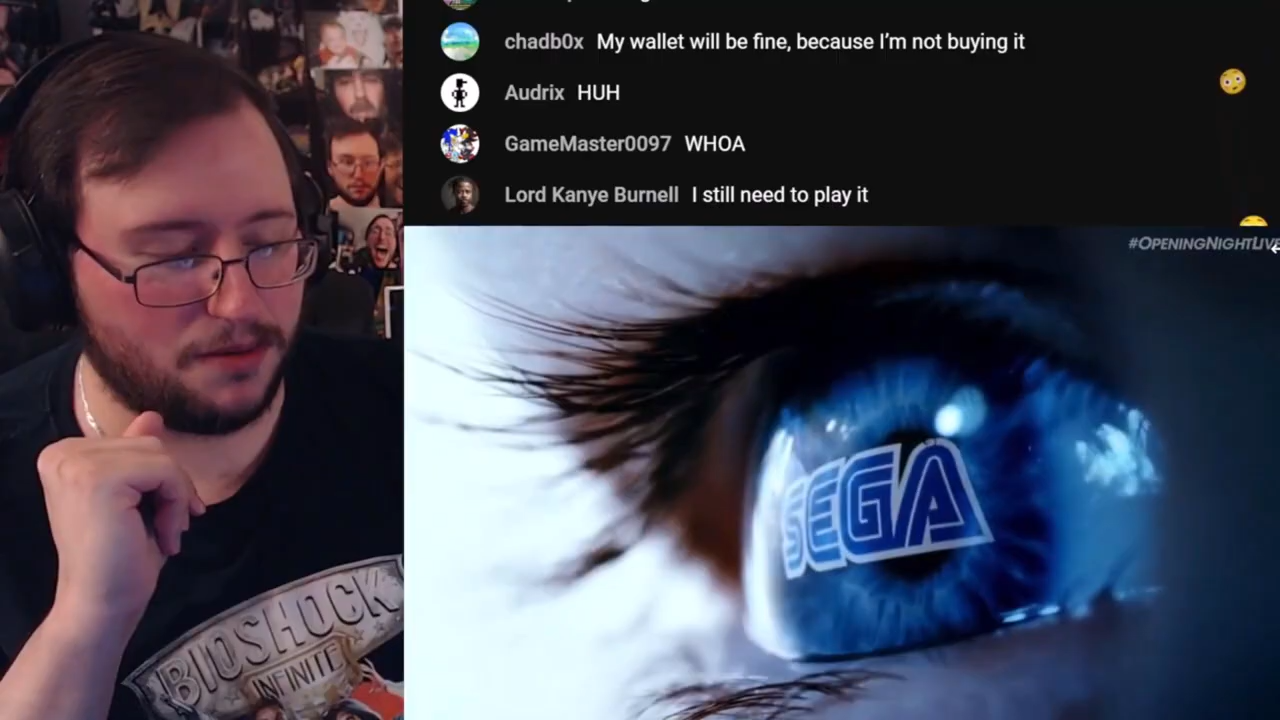 chadb0x My wallet will be fine, because I'm not buying it
Audrix HUH
GameMaster0097 WHOA
Lord Kanye Burnell I still need to play it
#OPENINGNIGHTLIVE
SEGA
BIOSHOCK
INFINITE